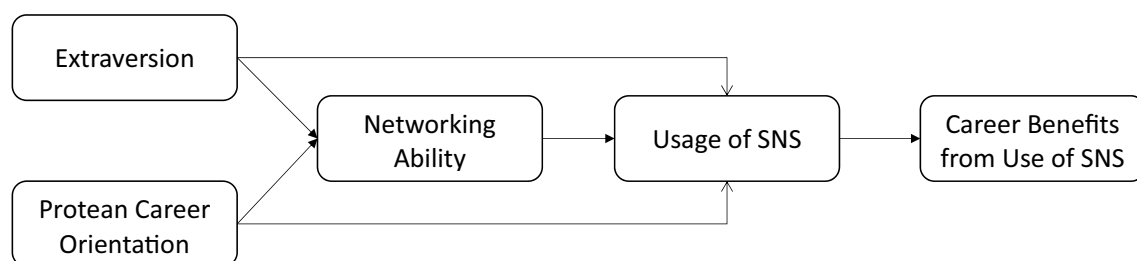 Extraversion
Networking
Ability
Usage of SNS
Career Benefits
from Use of SNS
Protean Career
Orientation